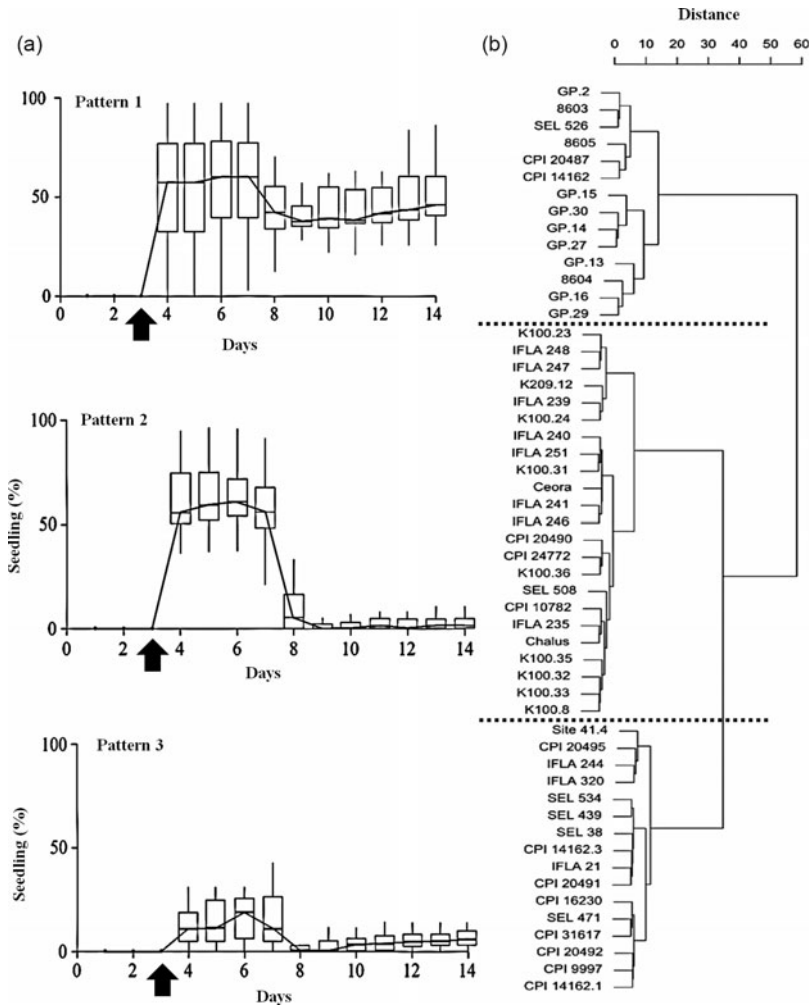 (a)
Pattern 1
100
50
0
0 2 4 6 8 10 12 14
Days
Pattern 2
100
50
0
0 2 4 6 8 10 12 14
Days
Seedling (%)
Pattern 3
100
50
0
0 2 4 6 8 10 12 14
Days
Seedling (%)
(b)
Distance
0 10 20 30 40 50 60
GP.2
8603
SEL 526
8605
CPI 20487
CPI 14162
GP.15
GP.30
GP.14
GP.27
GP.13
8604
GP.16
GP.29
K100.23
IFLA 248
IFLA 247
K209.12
IFLA 239
K100.24
IFLA 240
IFLA 251
K100.31
Ceora
IFLA 241
IFLA 246
CPI 20490
CPI 24772
K100.36
SEL 508
CPI 10782
IFLA 235
Chalus
K100.35
K100.32
K100.33
K100.8
Site 41.4
CPI 20495
IFLA 244
IFLA 320
SEL 534
SEL 439
SEL 38
CPI 14162.3
IFLA 21
CPI 20491
CPI 16230
SEL 471
CPI 31617
CPI 20492
CPI 9997
CPI 14162.1